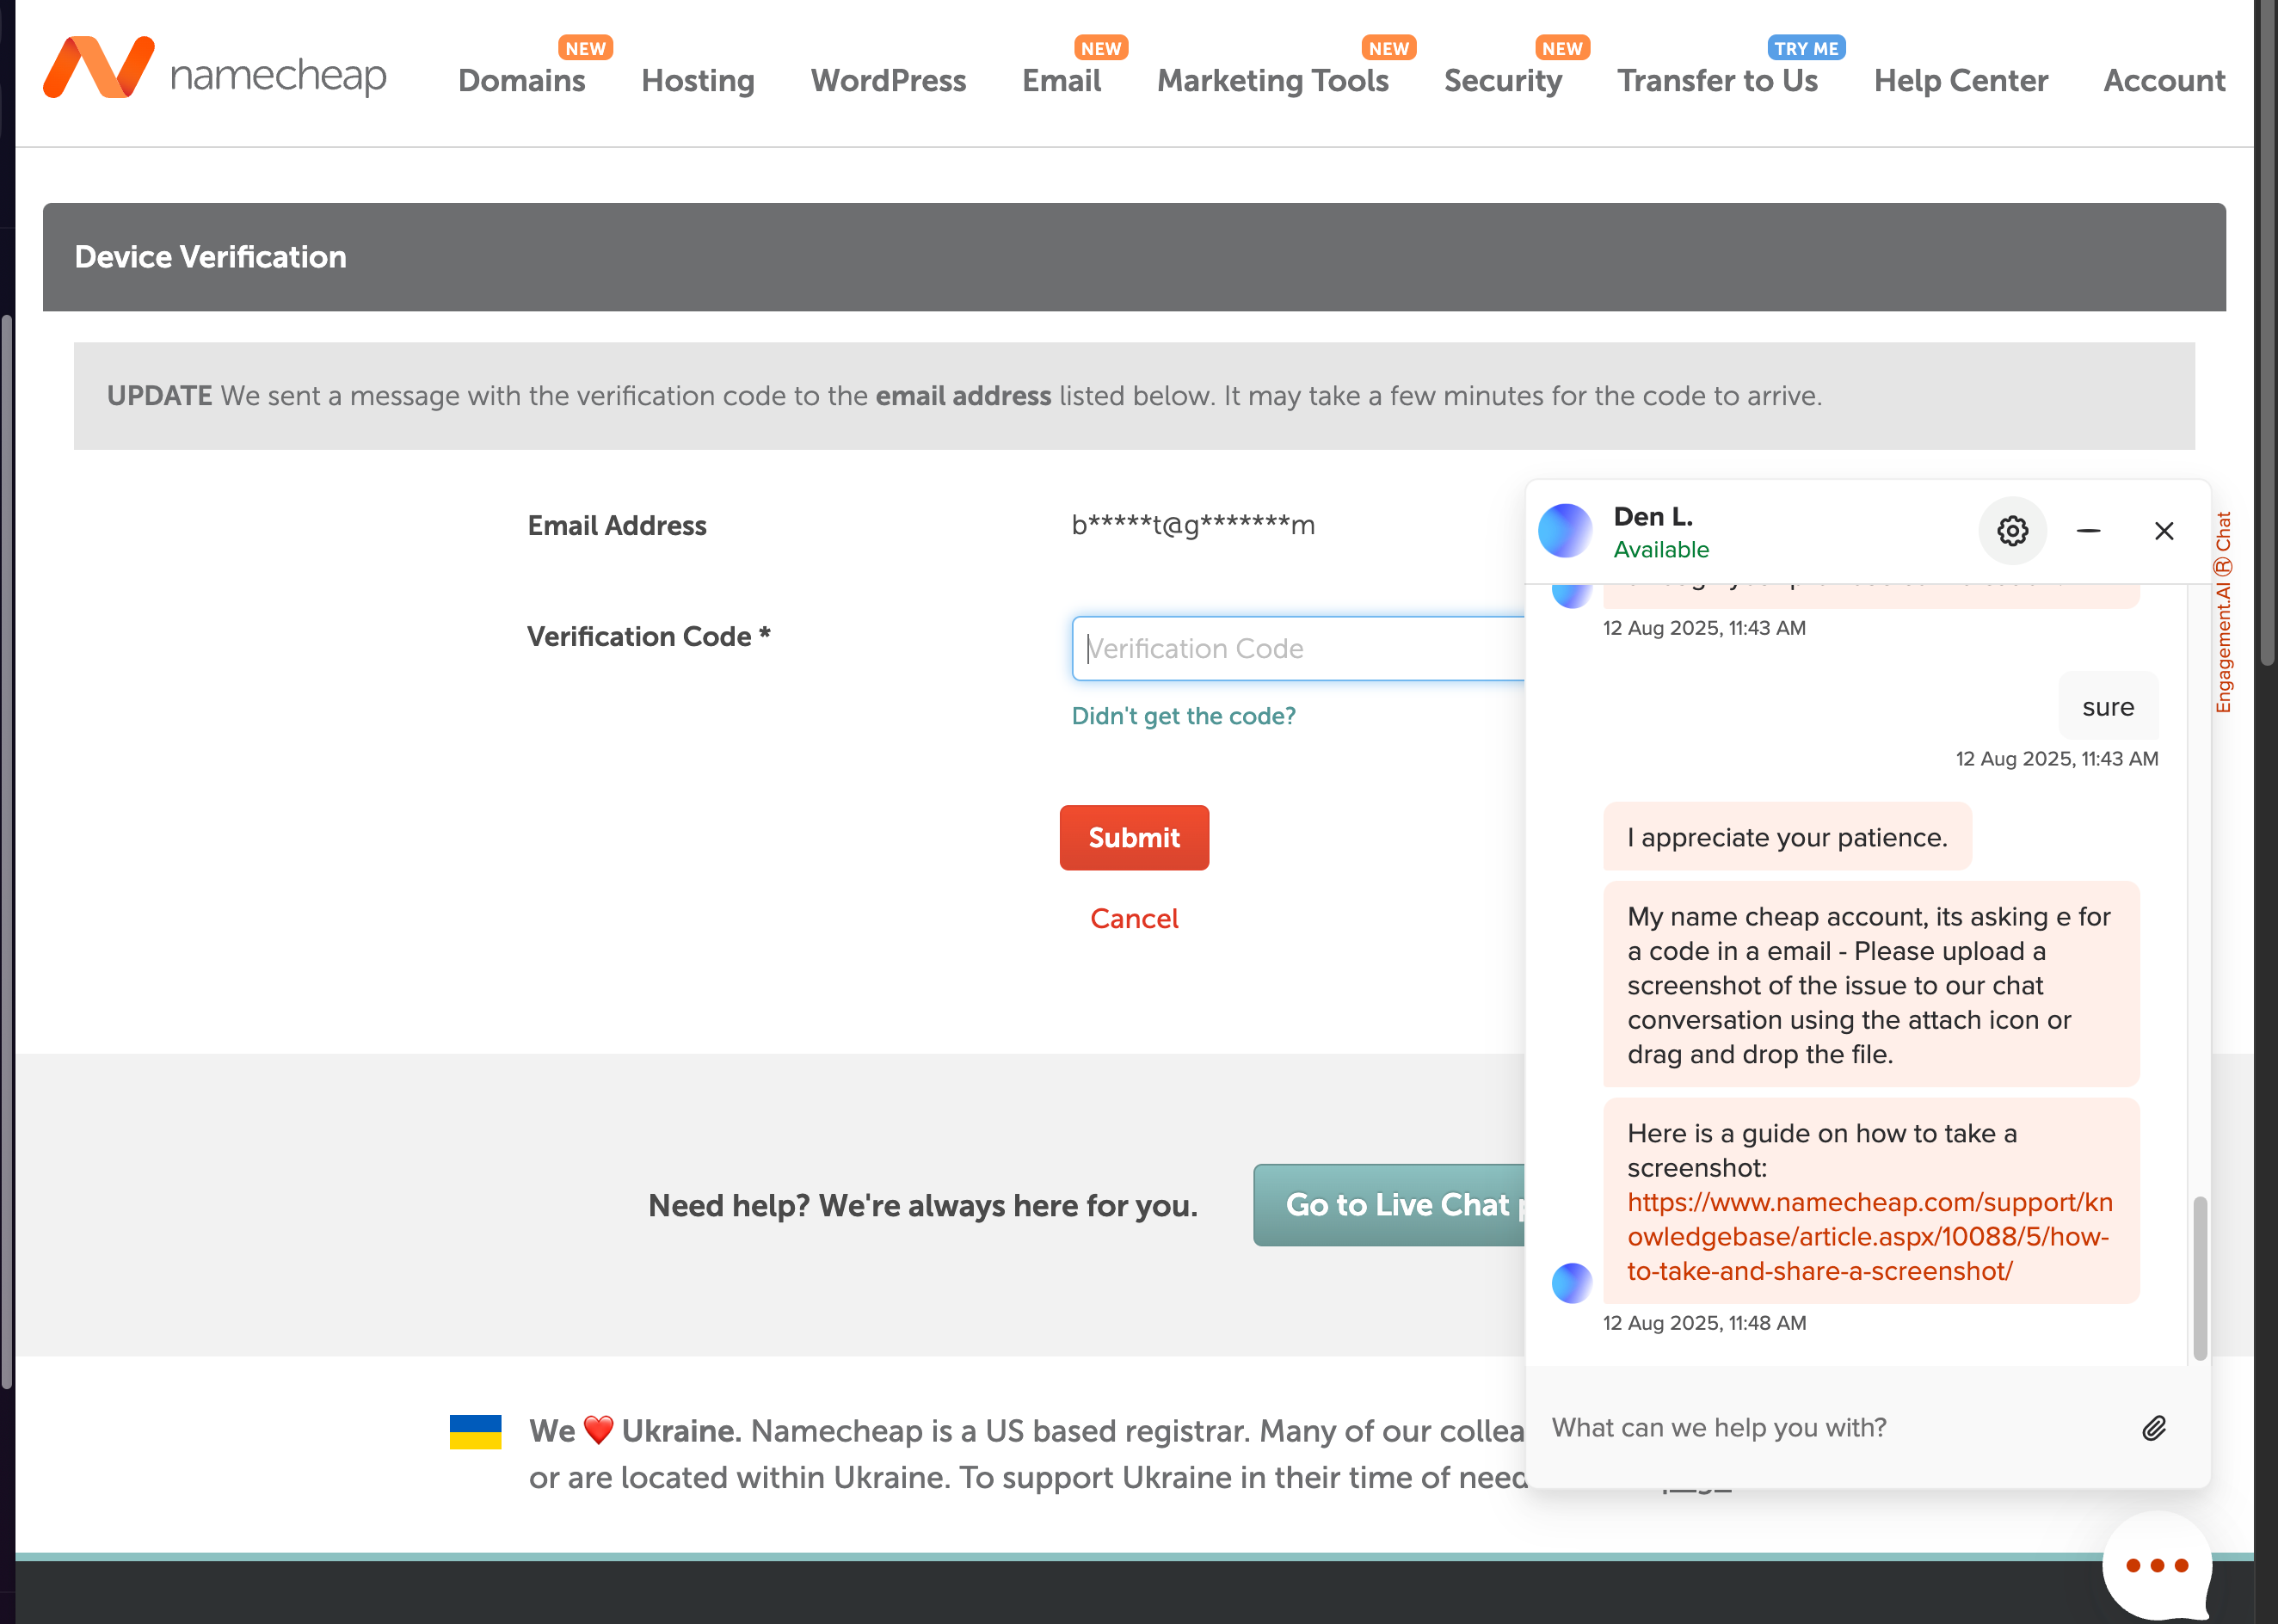 namecheap
NEW
NEW
NEW
NEW
TRY ME
Domains
Hosting
WordPress
Email
Marketing Tools
Security
Transfer to Us
Help Center
Account
Device Verification
UPDATE We sent a message with the verification code to the email address listed below. It may take a few minutes for the code to arrive.
Email Address
b*****t@g*******m
Verification Code *
Verification Code
Didn't get the code?
Submit
Cancel
Need help? We're always here for you.
Go to Live Chat
We ❤️ Ukraine. Namecheap is a US based registrar. Many of our collea
or are located within Ukraine. To support Ukraine in their time of need
Den L.
Available
12 Aug 2025, 11:43 AM
sure
12 Aug 2025, 11:43 AM
I appreciate your patience.
My name cheap account, its asking e for
a code in a email - Please upload a
screenshot of the issue to our chat
conversation using the attach icon or
drag and drop the file.
Here is a guide on how to take a
screenshot:
https://www.namecheap.com/support/kn
owledgebase/article.aspx/10088/5/how-
to-take-and-share-a-screenshot/
12 Aug 2025, 11:48 AM
What can we help you with?
Engagement.AI ® Chat